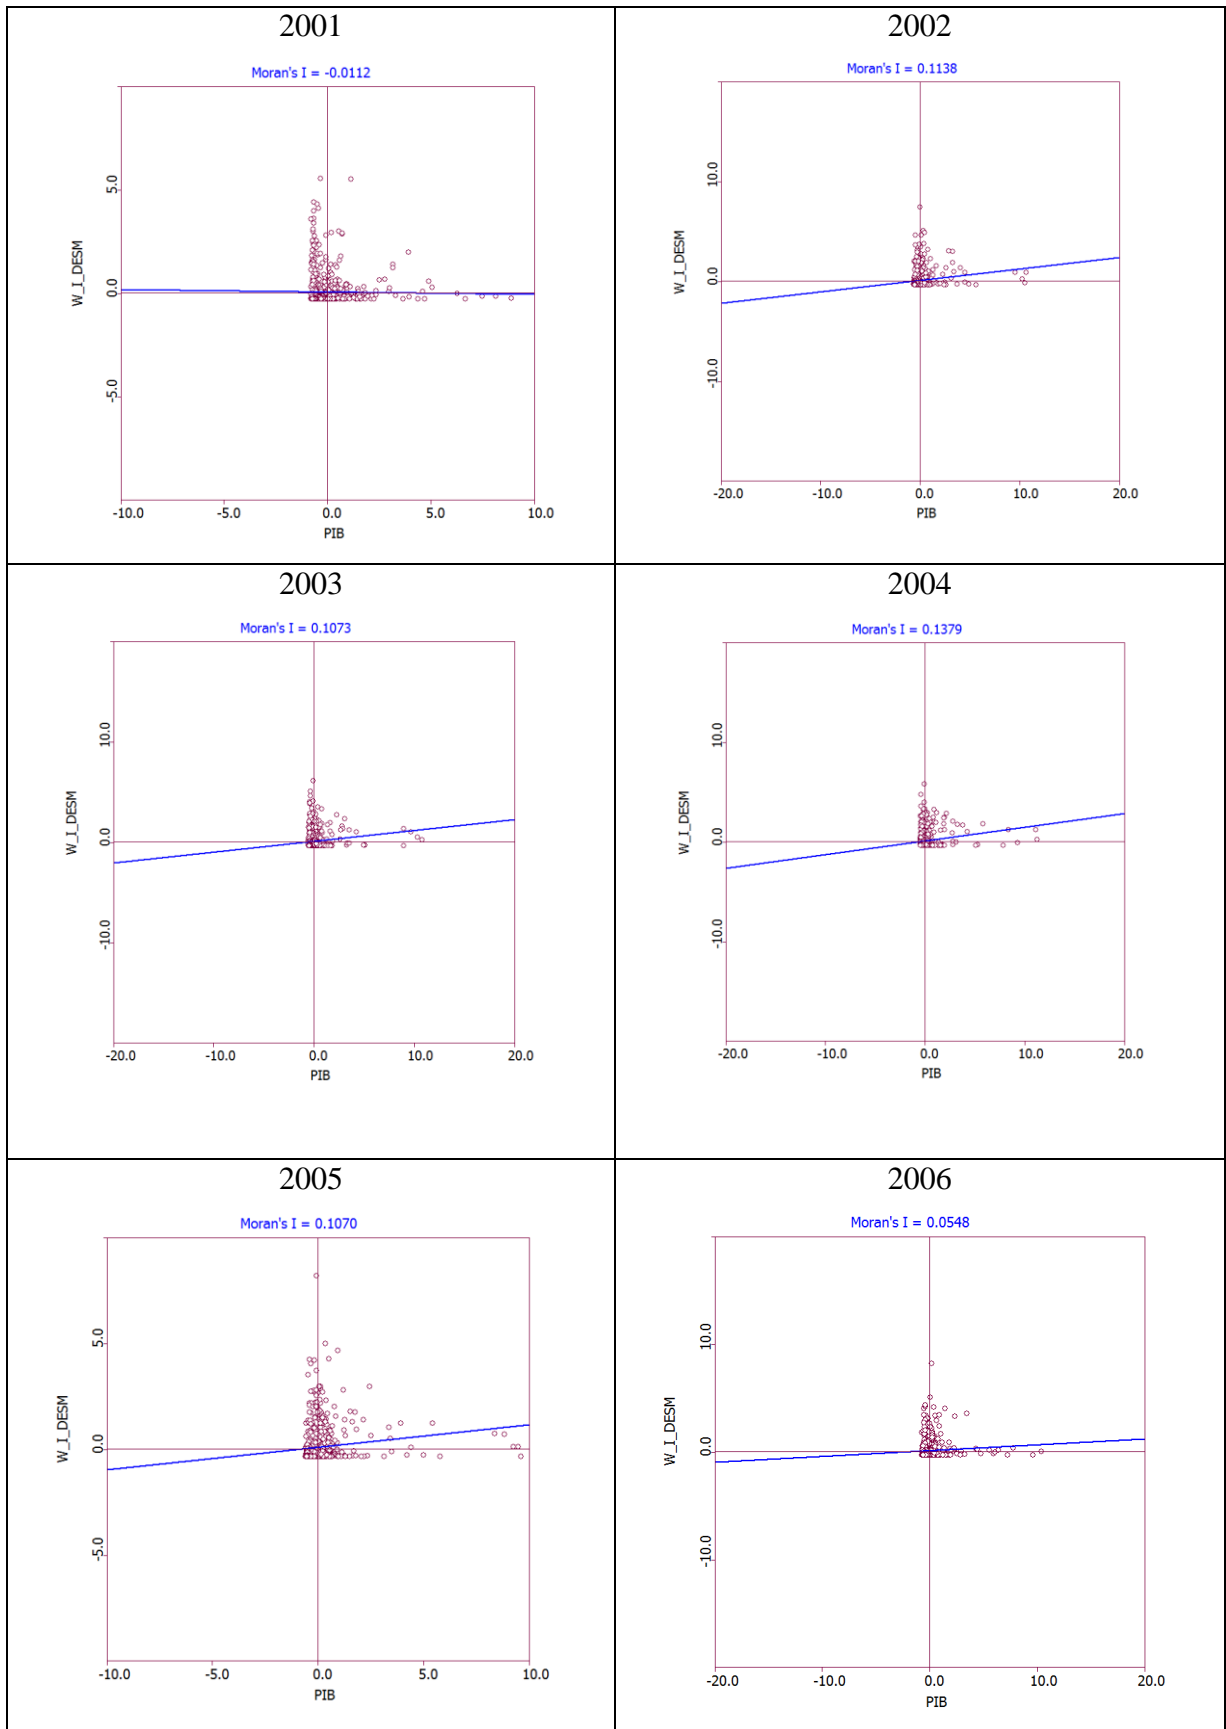 2001
Moran's I = -0.0112
5.0
0.0
-5.0
W_I_DESM
-10.0 -5.0 0.0 5.0 10.0
PIB
2002
Moran's I = 0.1138
10.0
0.0
-10.0
W_I_DESM
-20.0 -10.0 0.0 10.0 20.0
PIB
2003
Moran's I = 0.1073
10.0
0.0
-10.0
W_I_DESM
-20.0 -10.0 0.0 10.0 20.0
PIB
2004
Moran's I = 0.1379
10.0
0.0
-10.0
W_I_DESM
-20.0 -10.0 0.0 10.0 20.0
PIB
2005
Moran's I = 0.1070
5.0
0.0
-5.0
W_I_DESM
-10.0 -5.0 0.0 5.0 10.0
PIB
2006
Moran's I = 0.0548
10.0
0.0
-10.0
W_I_DESM
-20.0 -10.0 0.0 10.0 20.0
PIB